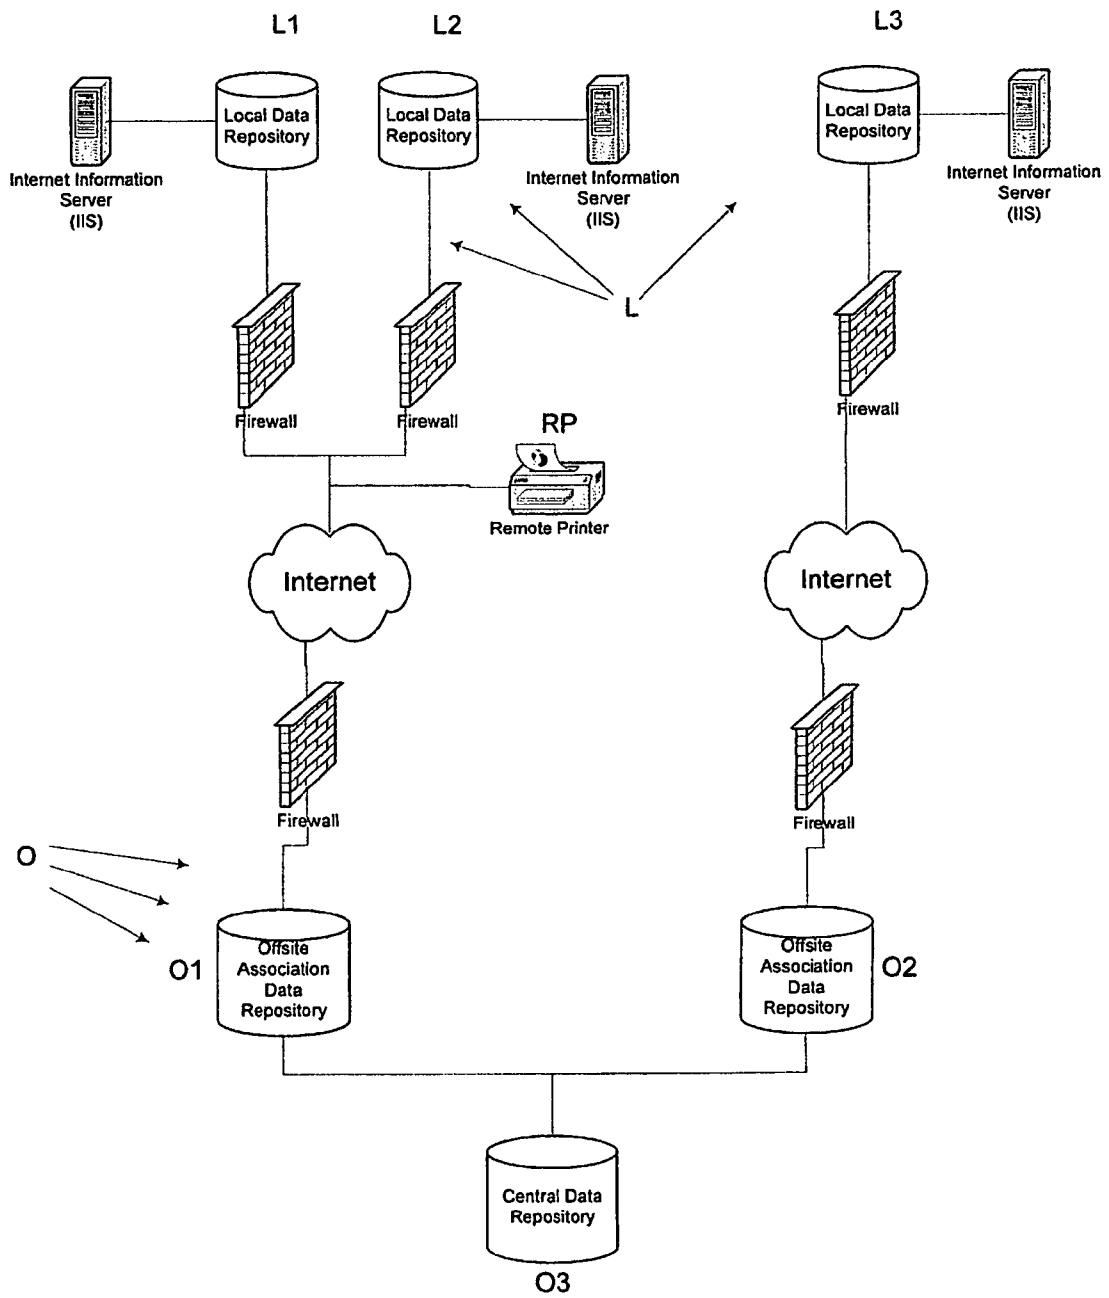 L1
L2
L3
Local Data
Repository
Local Data
Repository
Local Data
Repository
Internet Information
Server
(IIS)
Internet Information
Server
(IIS)
Internet Information
Server
(IIS)
L
Firewall
Firewall
Firewall
RP
Remote Printer
Internet
Internet
Firewall
Firewall
O
O1
Offsite
Association
Data
Repository
Offsite
Association
Data
Repository
O2
Central Data
Repository
O3